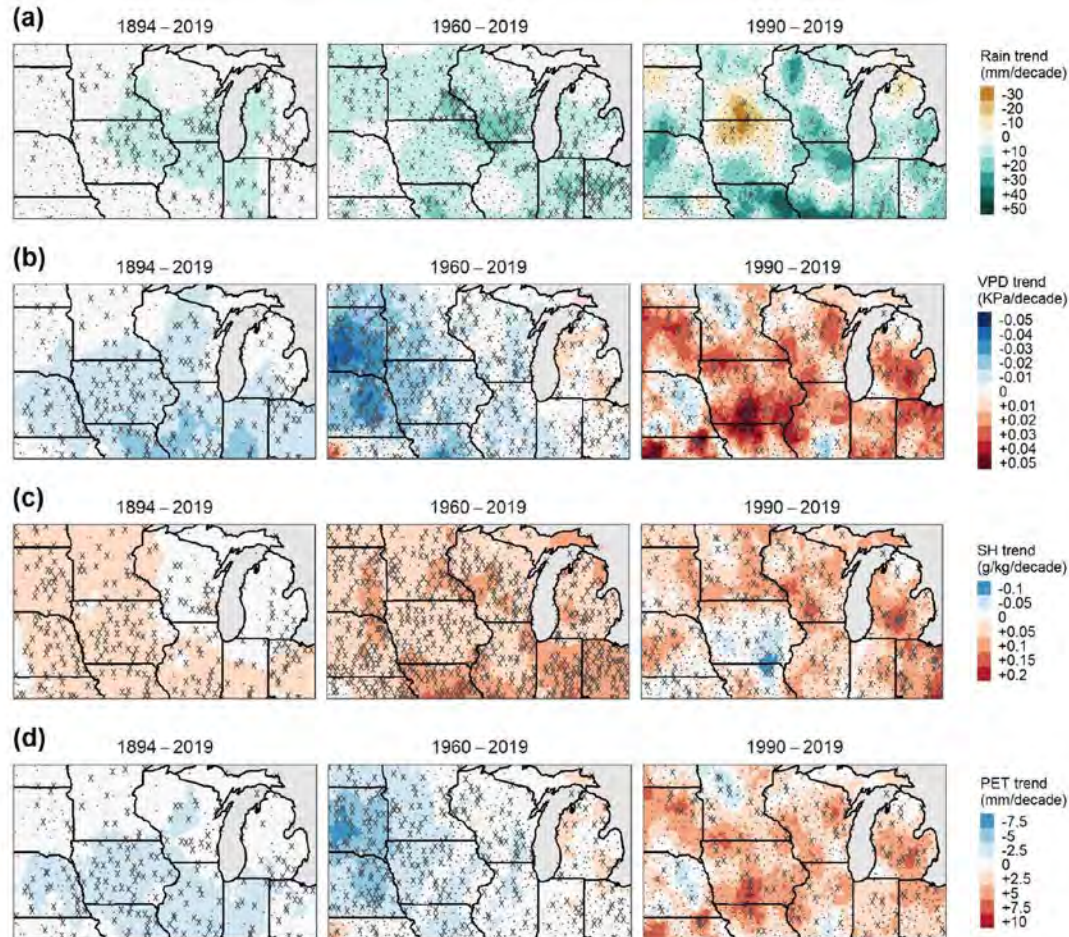 (a)
1894 – 2019
1960 – 2019
1990 – 2019
Rain trend
(mm/decade)
-30
-20
-10
0
+10
+20
+30
+40
+50
(b)
1894 – 2019
1960 – 2019
1990 – 2019
VPD trend
(KPa/decade)
-0.05
-0.04
-0.03
-0.02
-0.01
0
+0.01
+0.02
+0.03
+0.04
+0.05
(c)
1894 – 2019
1960 – 2019
1990 – 2019
SH trend
(g/kg/decade)
-0.1
-0.05
0
+0.05
+0.1
+0.15
+0.2
(d)
1894 – 2019
1960 – 2019
1990 – 2019
PET trend
(mm/decade)
-7.5
-5
-2.5
0
+2.5
+5
+7.5
+10